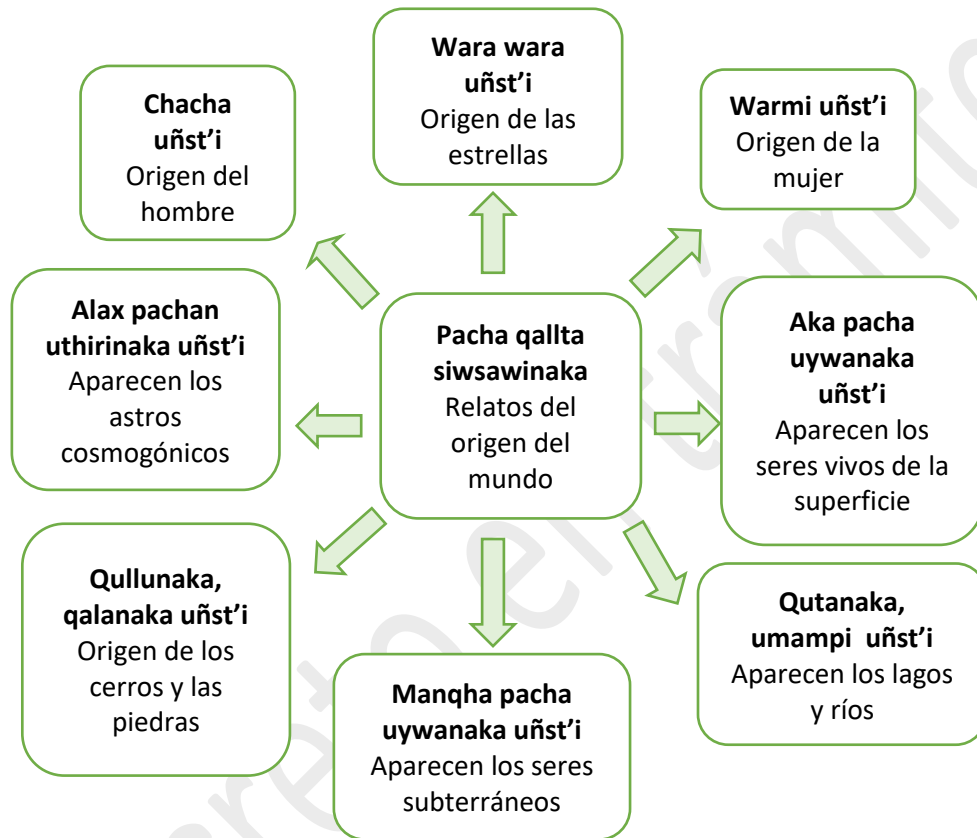 Wara wara
uñst’i
Origen de las
estrellas
Chacha
uñst’i
Origen del
hombre
Warmi uñst’i
Origen de la
mujer
Alax pachan
uthirinaka uñst’i
Aparecen los
astros
cosmogónicos
Pacha qallta
siwsawinaka
Relatos del
origen del
mundo
Aka pacha
uywanaka
uñst’i
Aparecen los
seres vivos de la
superficie
Qullunaka,
qalanaka uñst’i
Origen de los
cerros y las
piedras
Manqha pacha
uywanaka uñst’i
Aparecen los seres
subterráneos
Qutanaka,
umampi  uñst’i
Aparecen los lagos
y ríos